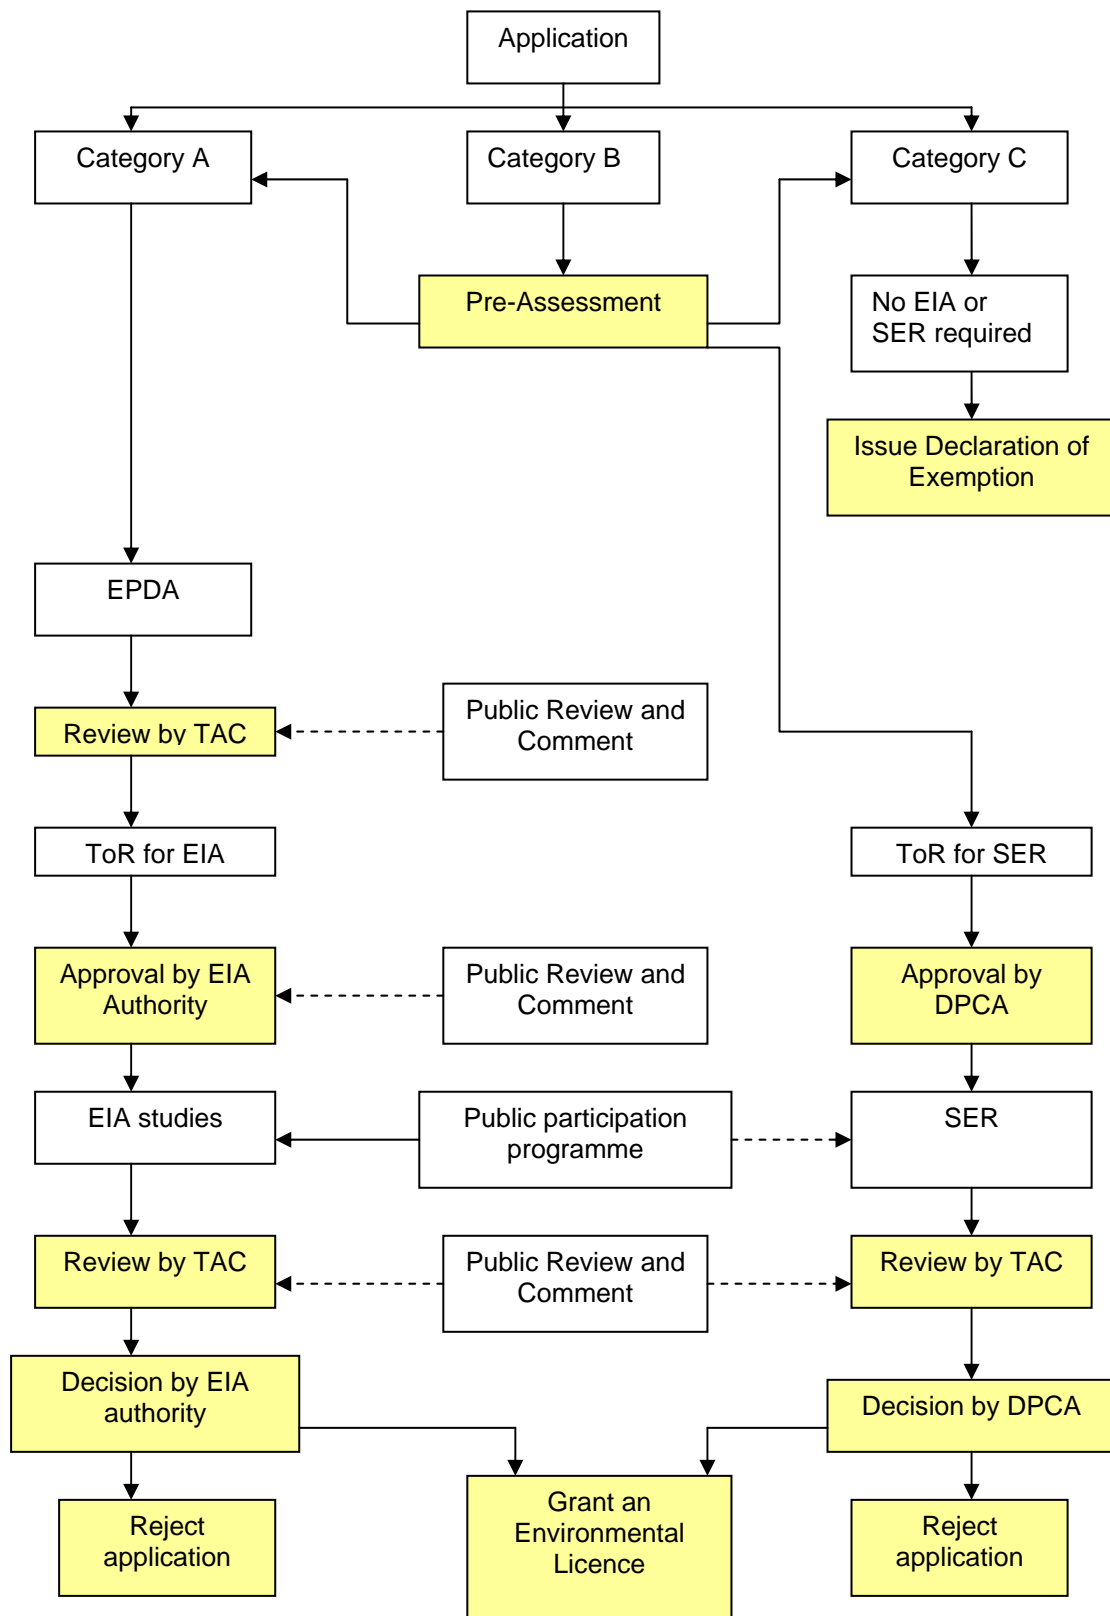 Application
Category A
Category B
Category C
Pre-Assessment
No EIA or
SER required
Issue Declaration of
Exemption
EPDA
Review by TAC
Public Review and
Comment
ToR for EIA
ToR for SER
Approval by EIA
Authority
Public Review and
Comment
Approval by
DPCA
EIA studies
Public participation
programme
SER
Review by TAC
Public Review and
Comment
Review by TAC
Decision by EIA
authority
Decision by DPCA
Reject
application
Grant an
Environmental
Licence
Reject
application